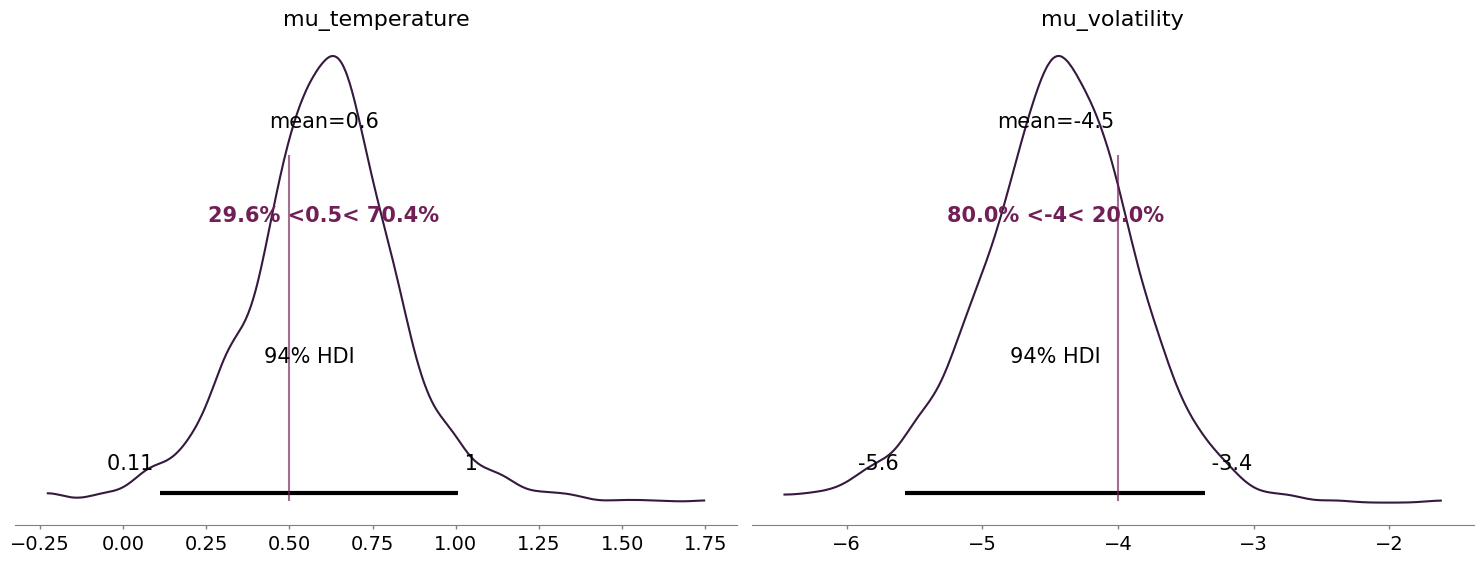 mu_temperature
mean=0.6
29.6% <0.5< 70.4%
94% HDI
0.11
1
−0.25 0.00 0.25 0.50 0.75 1.00 1.25 1.50 1.75
mu_volatility
mean=-4.5
80.0% <-4< 20.0%
94% HDI
-5.6
-3.4
−6 −5 −4 −3 −2